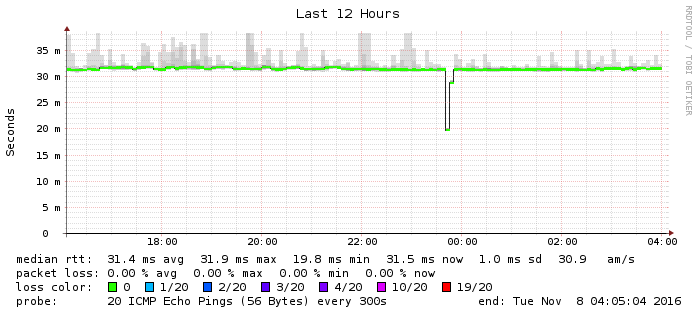 Last 12 Hours
RRDTOOL / TOBI OETIKER
Seconds
35 m
30 m
25 m
20 m
15 m
10 m
5 m
0
18:00 20:00 22:00 00:00 02:00 04:00
median rtt: 31.4 ms avg 31.9 ms max 19.8 ms min 31.5 ms now 1.0 ms sd 30.9 am/s
packet loss: 0.00 % avg 0.00 % max 0.00 % min 0.00 % now
loss color: 0 1/20 2/20 3/20 4/20 10/20 19/20
probe: 20 ICMP Echo Pings (56 Bytes) every 300s end: Tue Nov 8 04:05:04 2016